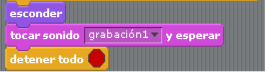 esconder
tocar sonido grabación1 y esperar
detener todo